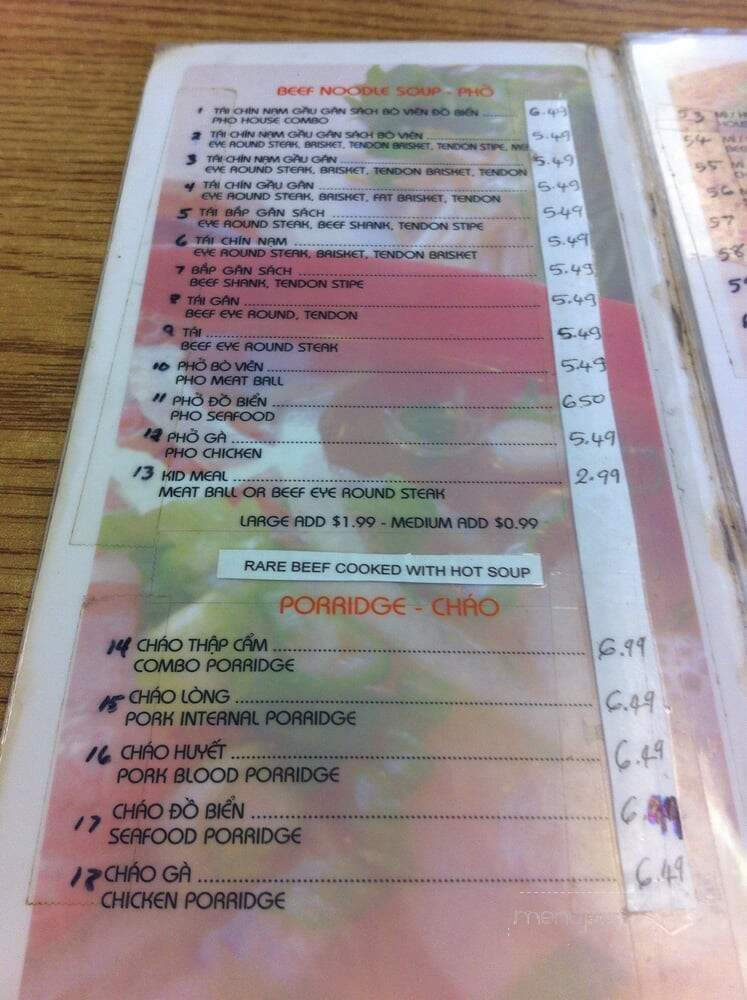 BEEF NOODLE SOUP - PHỞ
1 TÁI CHÍN NẠM GẦU GÂN SÁCH BÒ VIÊN ĐỒ BIỂN 6.49
PHO HOUSE COMBO
2 TÁI CHÍN NẠM GẦU GÂN SÁCH BÒ VIÊN 5.49
EYE ROUND STEAK, BRISKET, TENDON BRISKET, TENDON STIPE, ME
3 TÁI CHÍN NẠM GẦU GÂN 5.49
EYE ROUND STEAK, BRISKET, TENDON BRISKET, TENDON
4 TÁI CHÍN GẦU GÂN 5.49
EYE ROUND STEAK, BRISKET, FAT BRISKET, TENDON
5 TÁI BẮP GÂN SÁCH 5.49
EYE ROUND STEAK, BEEF SHANK, TENDON STIPE
6 TÁI CHÍN NẠM 5.49
EYE ROUND STEAK, BRISKET, TENDON BRISKET
7 BẮP GÂN SÁCH 5.49
BEEF SHANK, TENDON STIPE
8 TÁI GÂN 5.49
BEEF EYE ROUND, TENDON
9 TÁI 5.49
BEEF EYE ROUND STEAK
10 PHỞ BÒ VIÊN 5.49
PHO MEAT BALL
11 PHỞ ĐỒ BIỂN 6.50
PHO SEAFOOD
12 PHỞ GÀ 5.49
PHO CHICKEN
13 KID MEAL 2.99
MEAT BALL OR BEEF EYE ROUND STEAK
LARGE ADD $1.99 - MEDIUM ADD $0.99
RARE BEEF COOKED WITH HOT SOUP
PORRIDGE - CHÁO
14 CHÁO THẬP CẨM 6.99
COMBO PORRIDGE
15 CHÁO LÒNG 6.49
PORK INTERNAL PORRIDGE
16 CHÁO HUYẾT 6.49
PORK BLOOD PORRIDGE
17 CHÁO ĐỒ BIỂN 6.99
SEAFOOD PORRIDGE
18 CHÁO GÀ 6.49
CHICKEN PORRIDGE
53
54
55
56
57
58